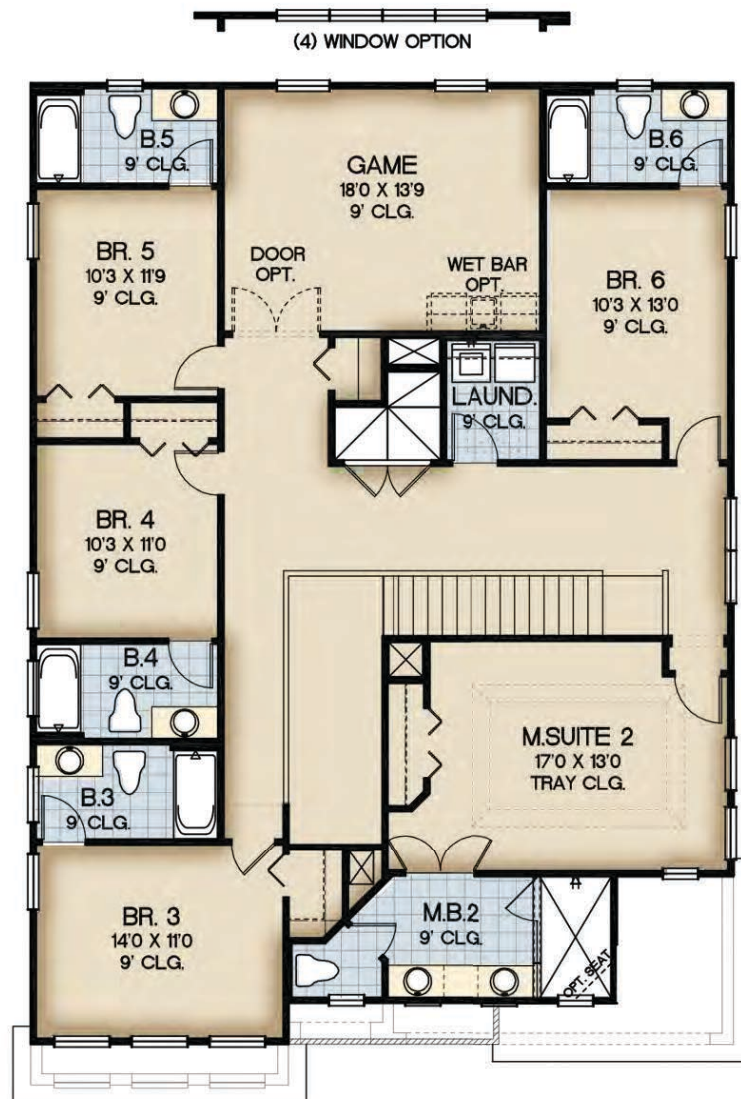 (4) WINDOW OPTION
B.5
9' CLG.
GAME
18'0 X 13'9
9' CLG.
B.6
9' CLG.
BR. 5
10'3 X 11'9
9' CLG.
DOOR
OPT.
WET BAR
OPT.
BR. 6
10'3 X 13'0
9' CLG.
LAUND.
9' CLG.
BR. 4
10'3 X 11'0
9' CLG.
B.4
9' CLG.
M.SUITE 2
17'0 X 13'0
TRAY CLG.
B.3
9' CLG.
BR. 3
14'0 X 11'0
9' CLG.
M.B.2
9' CLG.
OPT. SEAT